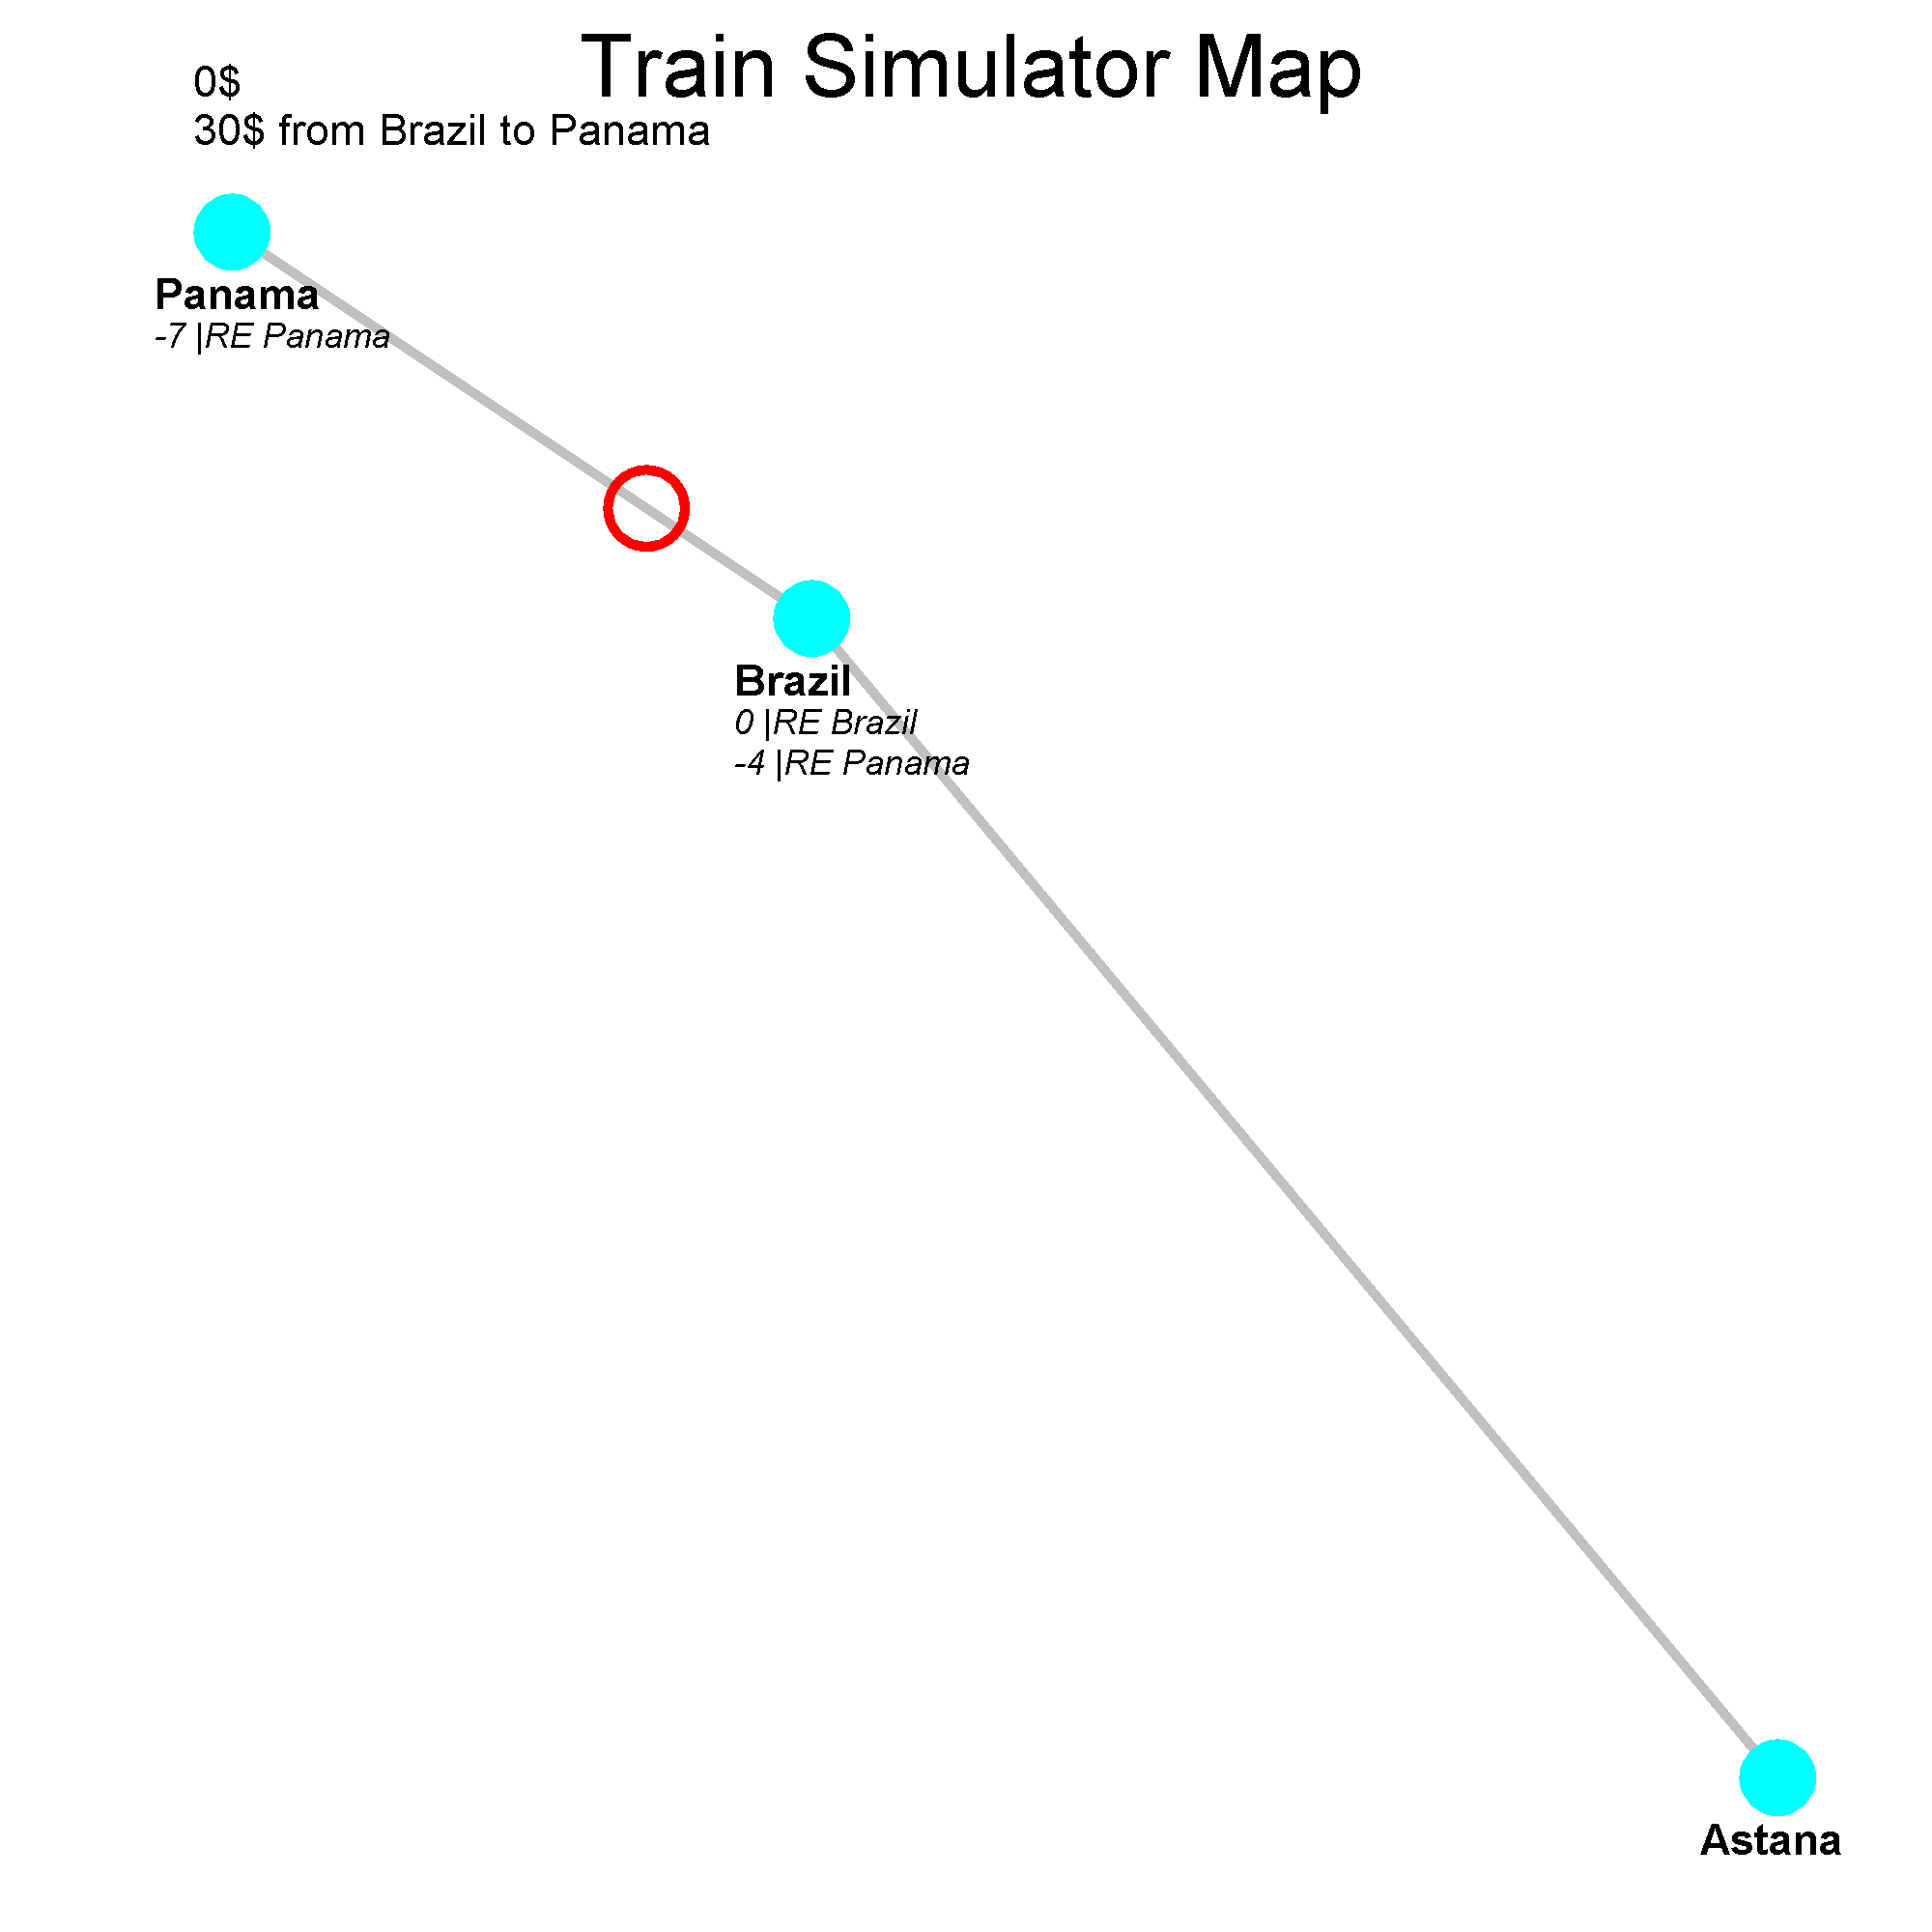 Train Simulator Map
0$
30$ from Brazil to Panama
Panama
-7 |RE Panama
Brazil
0 |RE Brazil
-4 |RE Panama
Astana